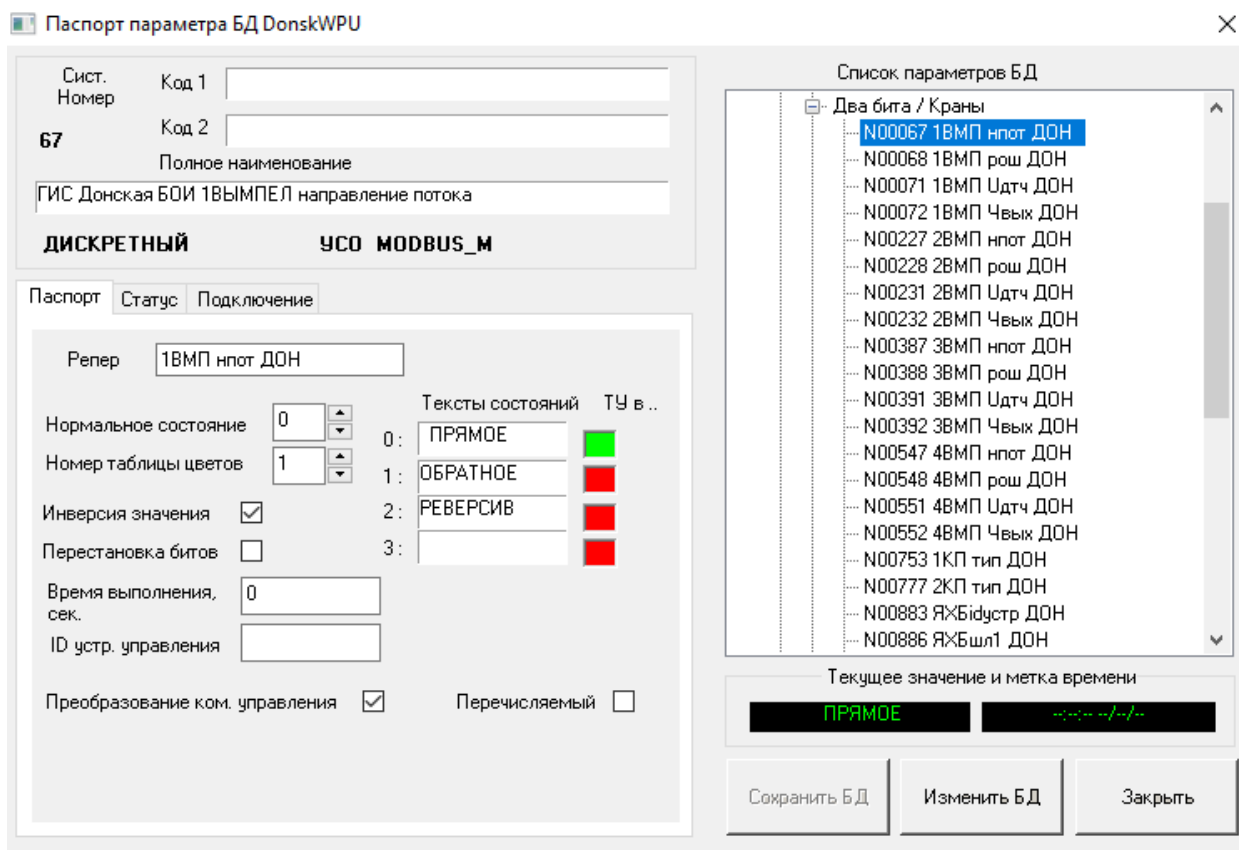 Паспорт параметра БД DonskWPU
Сист. Номер
67
Код 1
Код 2
Полное наименование
ГИС Донская БОИ 1ВЫМПЕЛ направление потока
ДИСКРЕТНЫЙ УСО MODBUS_M
Паспорт Статус Подключение
Репер 1ВМП нпот ДОН
Нормальное состояние 0
Номер таблицы цветов 1
Инверсия значения
Перестановка битов
Время выполнения, сек. 0
ID устр. управления
Тексты состояний ТУ в ..
0 : ПРЯМОЕ
1 : ОБРАТНОЕ
2 : РЕВЕРСИВ
3 :
Преобразование ком. управления Перечисляемый
Список параметров БД
Два бита / Краны
N00067 1ВМП нпот ДОН
N00068 1ВМП рош ДОН
N00071 1ВМП Uдтч ДОН
N00072 1ВМП Чвых ДОН
N00227 2ВМП нпот ДОН
N00228 2ВМП рош ДОН
N00231 2ВМП Uдтч ДОН
N00232 2ВМП Чвых ДОН
N00387 3ВМП нпот ДОН
N00388 3ВМП рош ДОН
N00391 3ВМП Uдтч ДОН
N00392 3ВМП Чвых ДОН
N00547 4ВМП нпот ДОН
N00548 4ВМП рош ДОН
N00551 4ВМП Uдтч ДОН
N00552 4ВМП Чвых ДОН
N00753 1КП тип ДОН
N00777 2КП тип ДОН
N00883 ЯХБidустр ДОН
N00886 ЯХБшл1 ДОН
Текущее значение и метка времени
ПРЯМОЕ --:--:-- --/--/--
Сохранить БД Изменить БД Закрыть